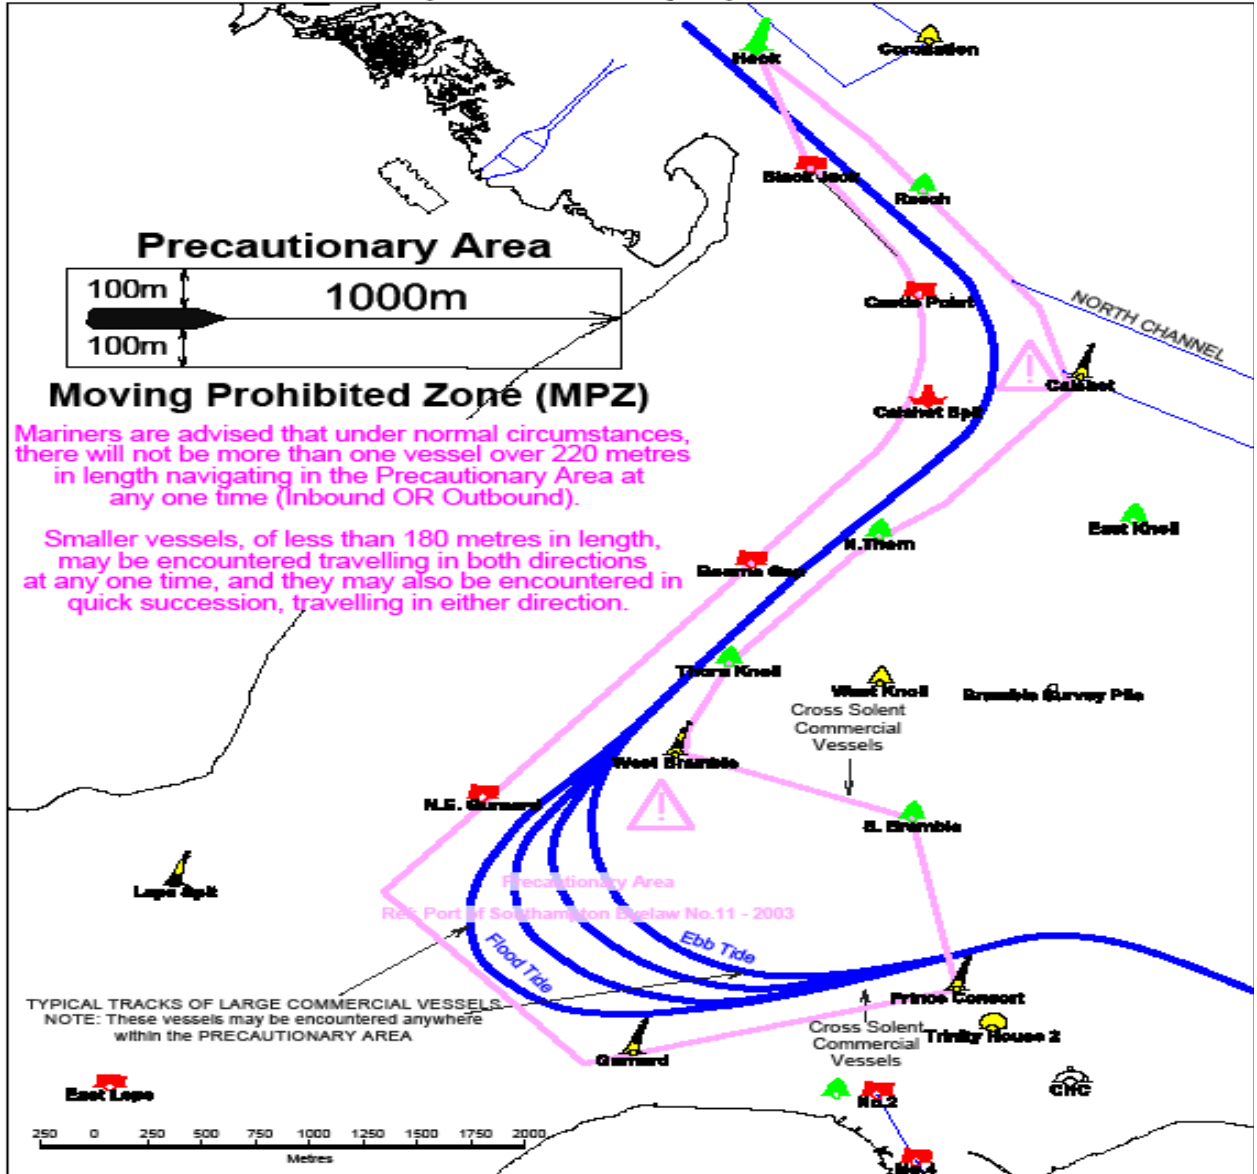 Hook
Coronation
Black Jack
Reach
Precautionary Area
100m
1000m
100m
Castle Point
NORTH CHANNEL
Calshot
Calshot Spit
Moving Prohibited Zone (MPZ)
Mariners are advised that under normal circumstances,
there will not be more than one vessel over 220 metres
in length navigating in the Precautionary Area at
any one time (Inbound OR Outbound).
Smaller vessels, of less than 180 metres in length,
may be encountered travelling in both directions
at any one time, and they may also be encountered in
quick succession, travelling in either direction.
East Knoll
N.Thorn
Bourne Gap
Thorn Knoll
West Knoll
Bramble Survey Pile
Cross Solent
Commercial
Vessels
West Bramble
!
!
N.E. Gurnard
S. Bramble
Lepe Spit
Precautionary Area
Ref: Port of Southampton Byelaw No.11 - 2003
Flood Tide
Ebb Tide
Prince Consort
TYPICAL TRACKS OF LARGE COMMERCIAL VESSELS
NOTE: These vessels may be encountered anywhere
within the PRECAUTIONARY AREA
Cross Solent
Commercial
Vessels
Trinity House 2
Gurnard
East Lepe
No.2
CHC
250 0 250 500 750 1000 1250 1500 1750 2000
Metres
No.4